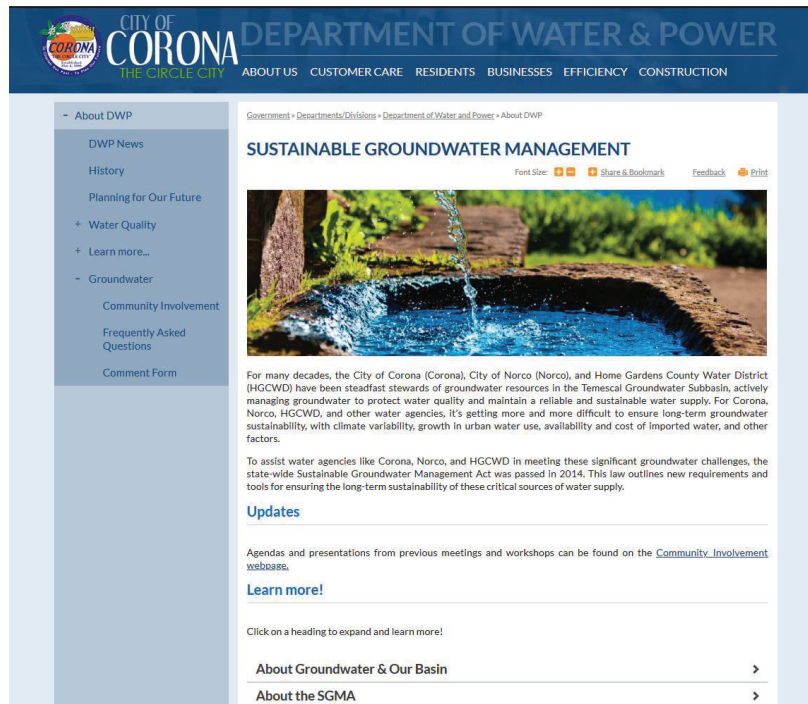 CITY OF
CORONA
THE CIRCLE CITY
CORONA
THE CIRCLE CITY
DEPARTMENT OF WATER & POWER
ABOUT US CUSTOMER CARE RESIDENTS BUSINESSES EFFICIENCY CONSTRUCTION
- About DWP
DWP News
History
Planning for Our Future
+ Water Quality
+ Learn more...
- Groundwater
Community Involvement
Frequently Asked
Questions
Comment Form
Government » Departments/Divisions » Department of Water and Power » About DWP
SUSTAINABLE GROUNDWATER MANAGEMENT
Font Size: + - + Share & Bookmark Feedback Print
For many decades, the City of Corona (Corona), City of Norco (Norco), and Home Gardens County Water District
(HGCWD) have been steadfast stewards of groundwater resources in the Temescal Groundwater Subbasin, actively
managing groundwater to protect water quality and maintain a reliable and sustainable water supply. For Corona,
Norco, HGCWD, and other water agencies, it's getting more and more difficult to ensure long-term groundwater
sustainability, with climate variability, growth in urban water use, availability and cost of imported water, and other
factors.
To assist water agencies like Corona, Norco, and HGCWD in meeting these significant groundwater challenges, the
state-wide Sustainable Groundwater Management Act was passed in 2014. This law outlines new requirements and
tools for ensuring the long-term sustainability of these critical sources of water supply.
Updates
Agendas and presentations from previous meetings and workshops can be found on the Community Involvement
webpage.
Learn more!
Click on a heading to expand and learn more!
About Groundwater & Our Basin
About the SGMA